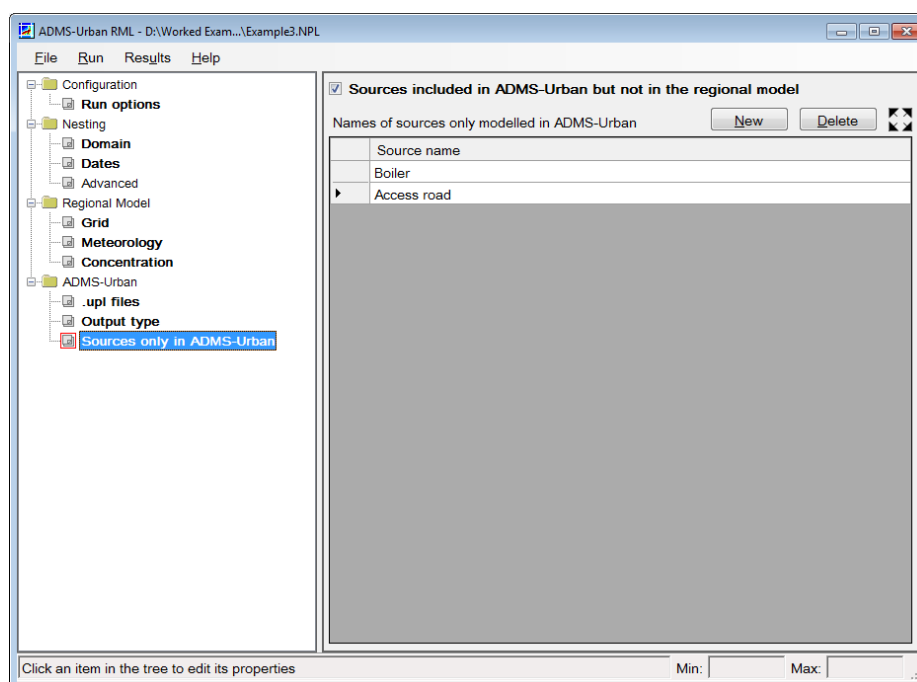 ADMS-Urban RML - D:\Worked Exam...\Example3.NPL
File Run Results Help
Configuration
Run options
Nesting
Domain
Dates
Advanced
Regional Model
Grid
Meteorology
Concentration
ADMS-Urban
.upl files
Output type
Sources only in ADMS-Urban
Sources included in ADMS-Urban but not in the regional model
Names of sources only modelled in ADMS-Urban New Delete
Source name
Boiler
Access road
Click an item in the tree to edit its properties Min: Max: